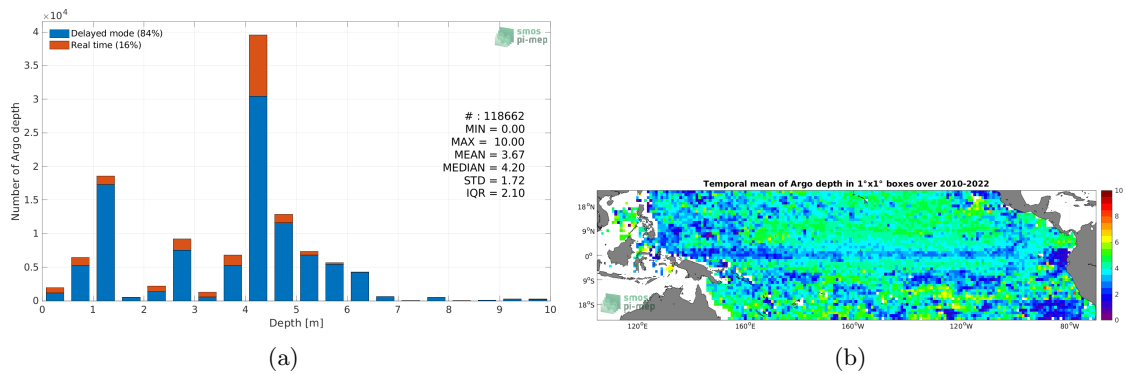 ×10⁴
Delayed mode (84%)
Real time (16%)
smos
pi-mep
4
3.5
3
2.5
2
1.5
1
0.5
0
Number of Argo depth
# : 118662
MIN = 0.00
MAX = 10.00
MEAN = 3.67
MEDIAN = 4.20
STD = 1.72
IQR = 2.10
0 1 2 3 4 5 6 7 8 9 10
Depth [m]
(a)
Temporal mean of Argo depth in 1°x1° boxes over 2010-2022
18°N
9°N
0°
9°S
18°S
smos
pi-mep
120°E 160°E 160°W 120°W 80°W
10
8
6
4
2
0
(b)